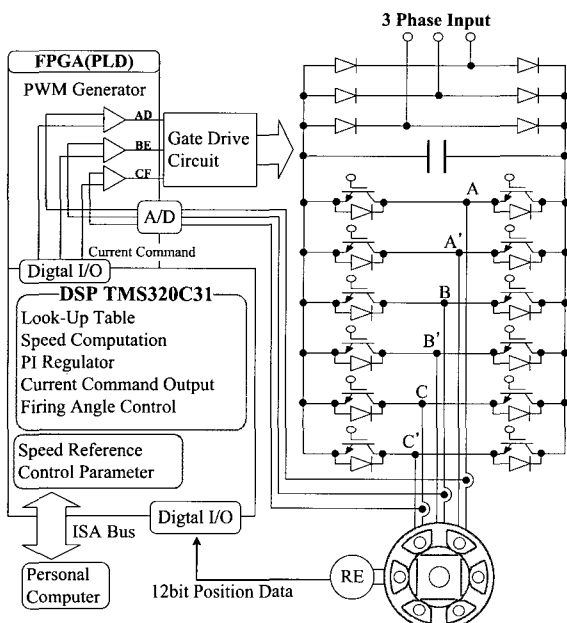 3 Phase Input
FPGA(PLD)
PWM Generator
AD
BE
CF
Gate Drive
Circuit
A/D
Current Command
Digtal I/O
DSP TMS320C31
Look-Up Table
Speed Computation
PI Regulator
Current Command Output
Firing Angle Control
Speed Reference
Control Parameter
ISA Bus
Digtal I/O
Personal
Computer
12bit Position Data
RE
A
A'
B
B'
C
C'